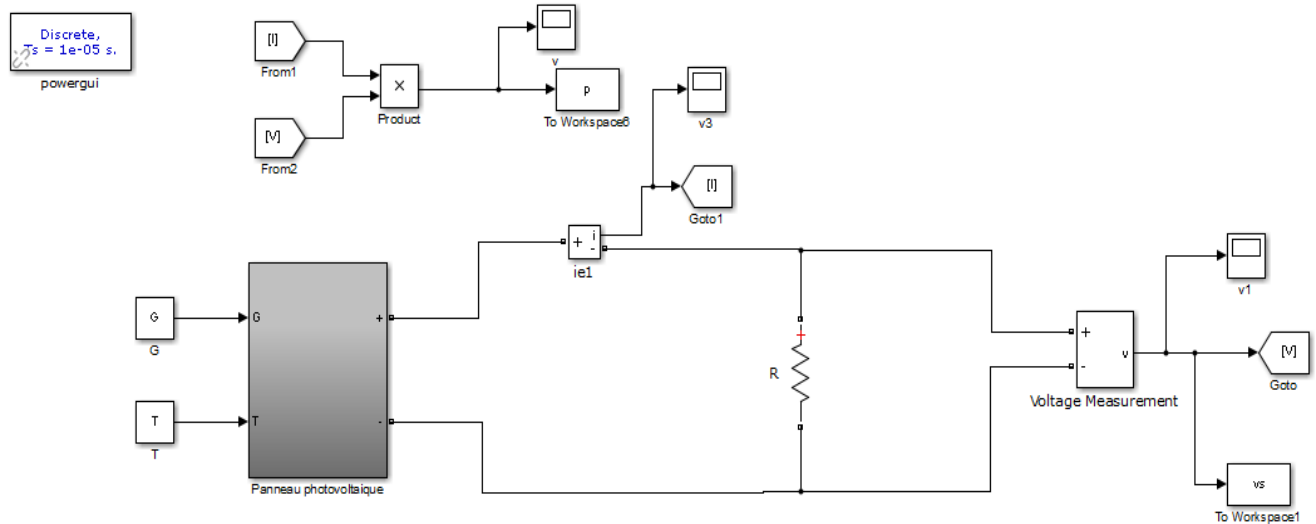 Discrete,
Ts = 1e-05 s.
powergui
[I]
From1
[V]
From2
×
Product
v
p
To Workspace6
v3
[I]
Goto1
+
i
-
ie1
G
G
T
T
G
T
+
-
Panneau photovoltaique
+
R
+
-
v
Voltage Measurement
v1
[V]
Goto
vs
To Workspace1